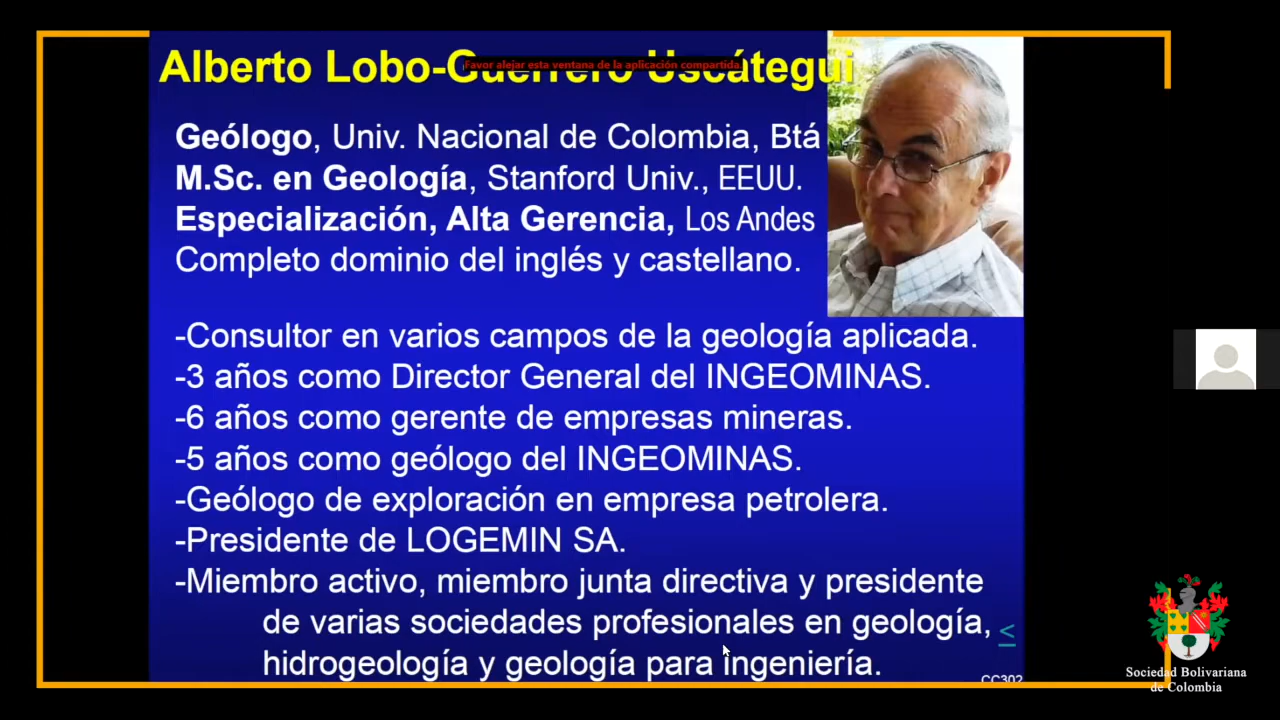 Alberto Lobo-Guerrero Uscátegui
Favor alejar esta ventana de la aplicación compartida.
Geólogo, Univ. Nacional de Colombia, Btá
M.Sc. en Geología, Stanford Univ., EEUU.
Especialización, Alta Gerencia, Los Andes
Completo dominio del inglés y castellano.
-Consultor en varios campos de la geología aplicada.
-3 años como Director General del INGEOMINAS.
-6 años como gerente de empresas mineras.
-5 años como geólogo del INGEOMINAS.
-Geólogo de exploración en empresa petrolera.
-Presidente de LOGEMIN SA.
-Miembro activo, miembro junta directiva y presidente
de varias sociedades profesionales en geología, <
hidrogeología y geología para ingeniería.
CC302
Sociedad Bolivariana
de Colombia